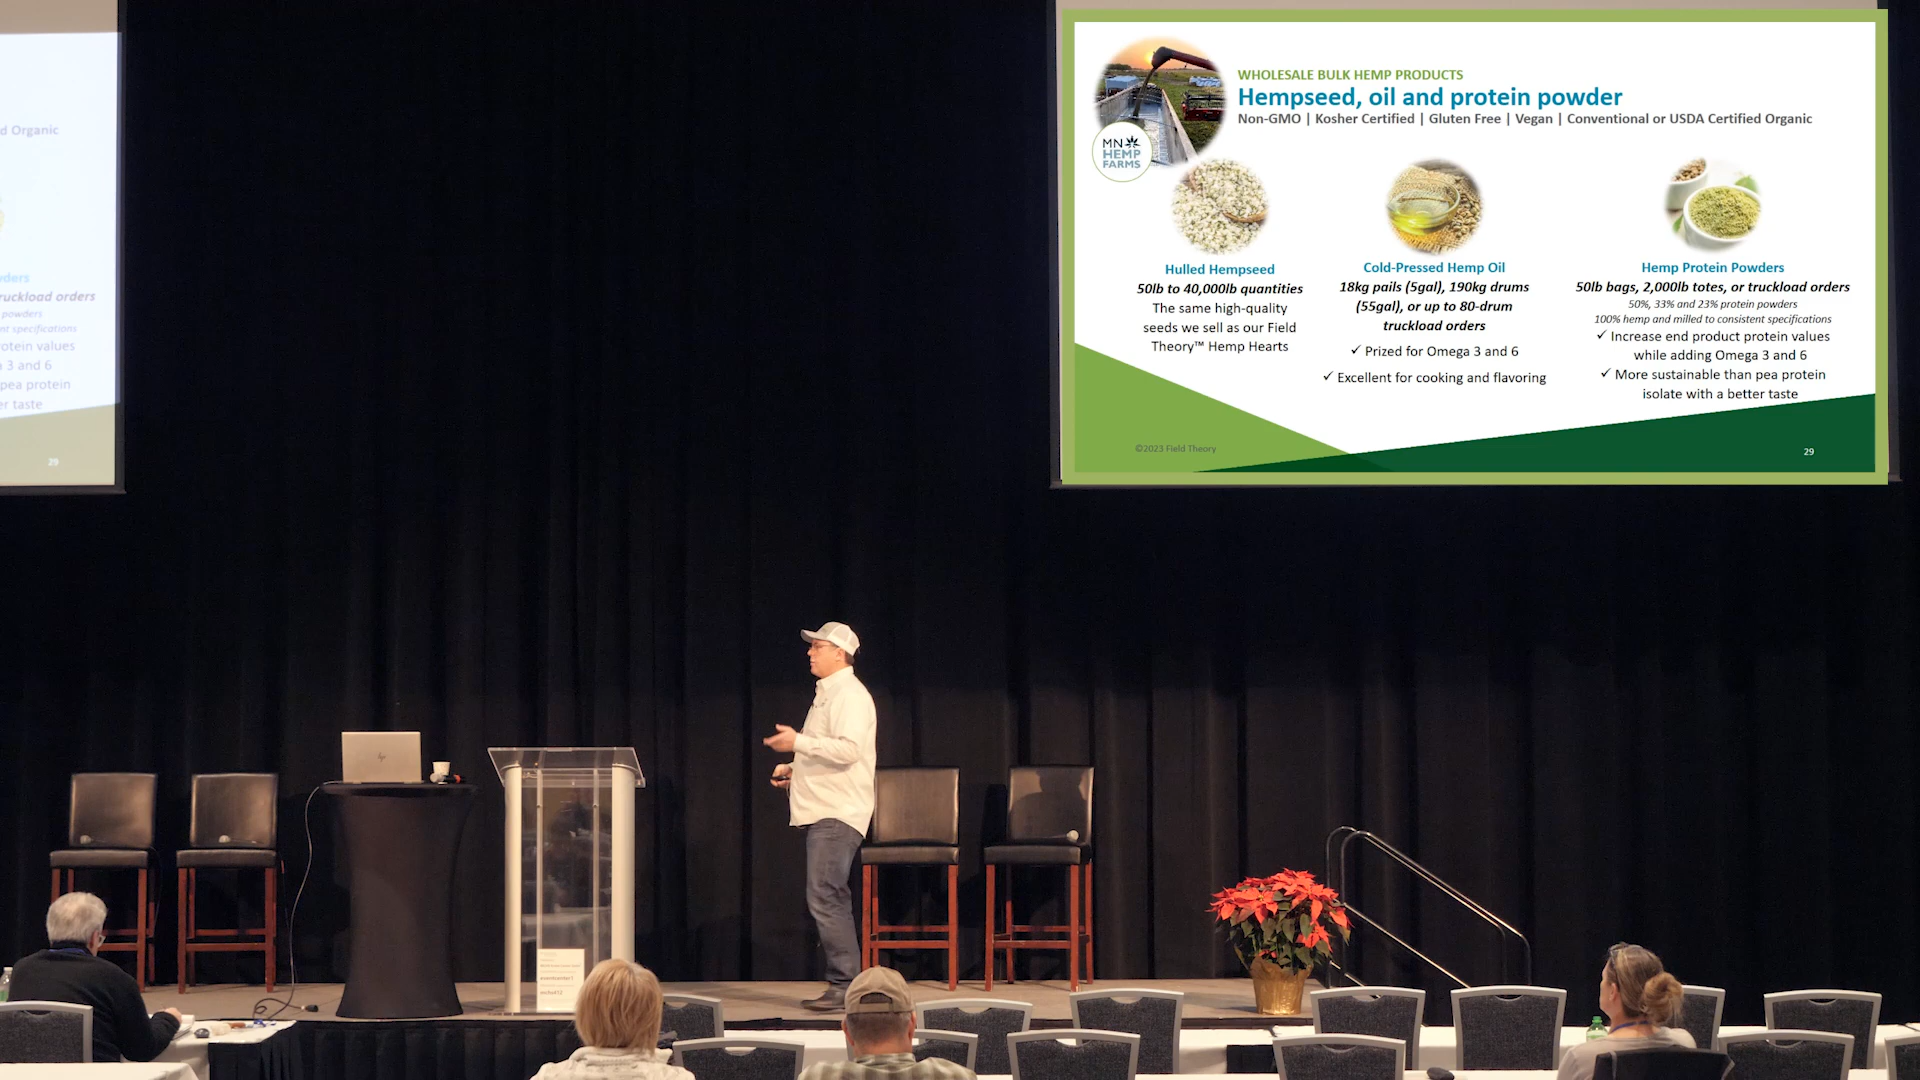 d Organic
ders
ruckload orders
powders
nt specifications
otein values
3 and 6
pea protein
er taste
29
WHOLESALE BULK HEMP PRODUCTS
Hempseed, oil and protein powder
Non-GMO | Kosher Certified | Gluten Free | Vegan | Conventional or USDA Certified Organic
MN
HEMP
FARMS
Hulled Hempseed
50lb to 40,000lb quantities
The same high-quality
seeds we sell as our Field
Theory™ Hemp Hearts
Cold-Pressed Hemp Oil
18kg pails (5gal), 190kg drums
(55gal), or up to 80-drum
truckload orders
✓ Prized for Omega 3 and 6
✓ Excellent for cooking and flavoring
Hemp Protein Powders
50lb bags, 2,000lb totes, or truckload orders
50%, 33% and 23% protein powders
100% hemp and milled to consistent specifications
✓ Increase end product protein values
while adding Omega 3 and 6
✓ More sustainable than pea protein
isolate with a better taste
©2023 Field Theory
29
hp